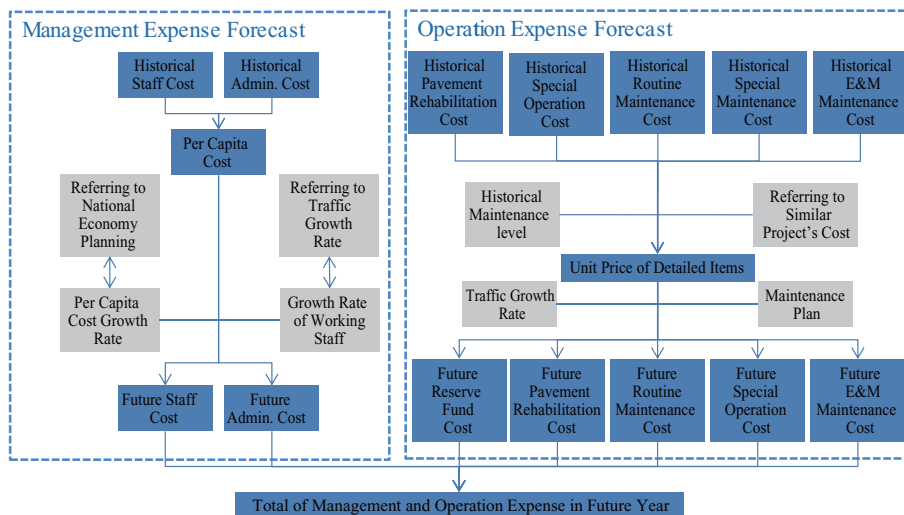 Management Expense Forecast
Historical
Staff Cost
Historical
Admin. Cost
Per Capita
Cost
Referring to
National
Economy
Planning
Referring to
Traffic
Growth
Rate
Per Capita
Cost Growth
Rate
Growth Rate
of Working
Staff
Future Staff
Cost
Future
Admin. Cost
Operation Expense Forecast
Historical
Pavement
Rehabilitation
Cost
Historical
Special
Operation
Cost
Historical
Routine
Maintenance
Cost
Historical
Special
Maintenance
Cost
Historical
E&M
Maintenance
Cost
Historical
Maintenance
level
Referring to
Similar
Project's Cost
Unit Price of Detailed Items
Traffic Growth
Rate
Maintenance
Plan
Future
Reserve
Fund
Cost
Future
Pavement
Rehabilitation
Cost
Future
Routine
Maintenance
Cost
Future
Special
Operation
Cost
Future
E&M
Maintenance
Cost
Total of Management and Operation Expense in Future Year